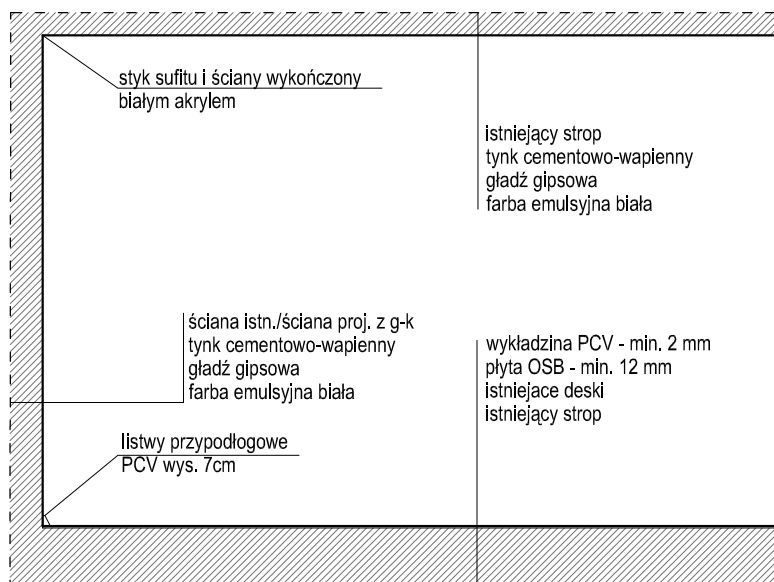 styk sufitu i ściany wykończony
białym akrylem
istniejący strop
tynk cementowo-wapienny
gładź gipsowa
farba emulsyjna biała
ściana istn./ściana proj. z g-k
tynk cementowo-wapienny
gładź gipsowa
farba emulsyjna biała
wykładzina PCV - min. 2 mm
płyta OSB - min. 12 mm
istniejace deski
istniejący strop
listwy przypodłogowe
PCV wys. 7cm